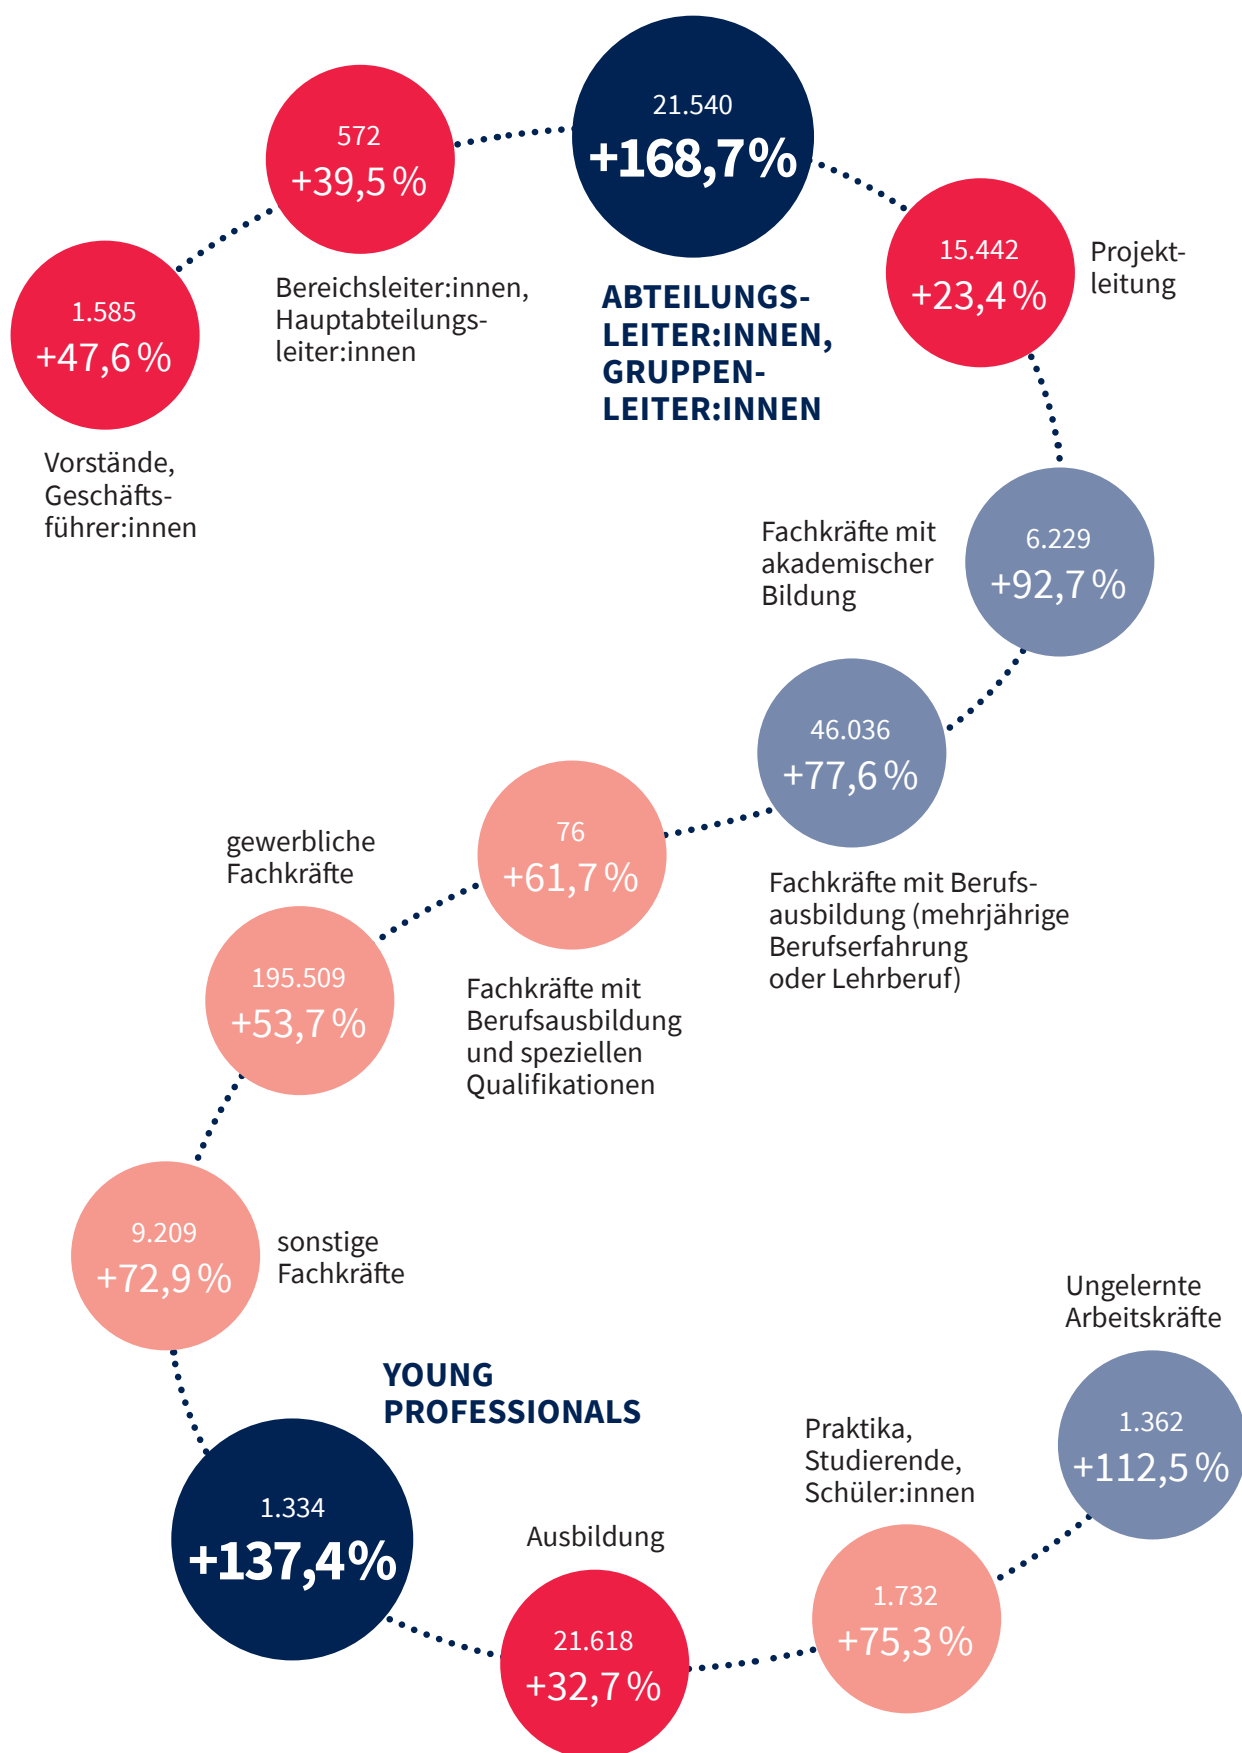 1.585
+47,6 %
Vorstände,
Geschäfts-
führer:innen
572
+39,5 %
Bereichsleiter:innen,
Hauptabteilungs-
leiter:innen
21.540
+168,7 %
ABTEILUNGS-
LEITER:INNEN,
GRUPPEN-
LEITER:INNEN
15.442
+23,4 %
Projekt-
leitung
Fachkräfte mit
akademischer
Bildung
6.229
+92,7 %
46.036
+77,6 %
Fachkräfte mit Berufs-
ausbildung (mehrjährige
Berufserfahrung
oder Lehrberuf)
76
+61,7 %
Fachkräfte mit
Berufsausbildung
und speziellen
Qualifikationen
gewerbliche
Fachkräfte
195.509
+53,7 %
9.209
+72,9 %
sonstige
Fachkräfte
YOUNG
PROFESSIONALS
1.334
+137,4 %
Ausbildung
21.618
+32,7 %
Praktika,
Studierende,
Schüler:innen
1.732
+75,3 %
Ungelernte
Arbeitskräfte
1.362
+112,5 %